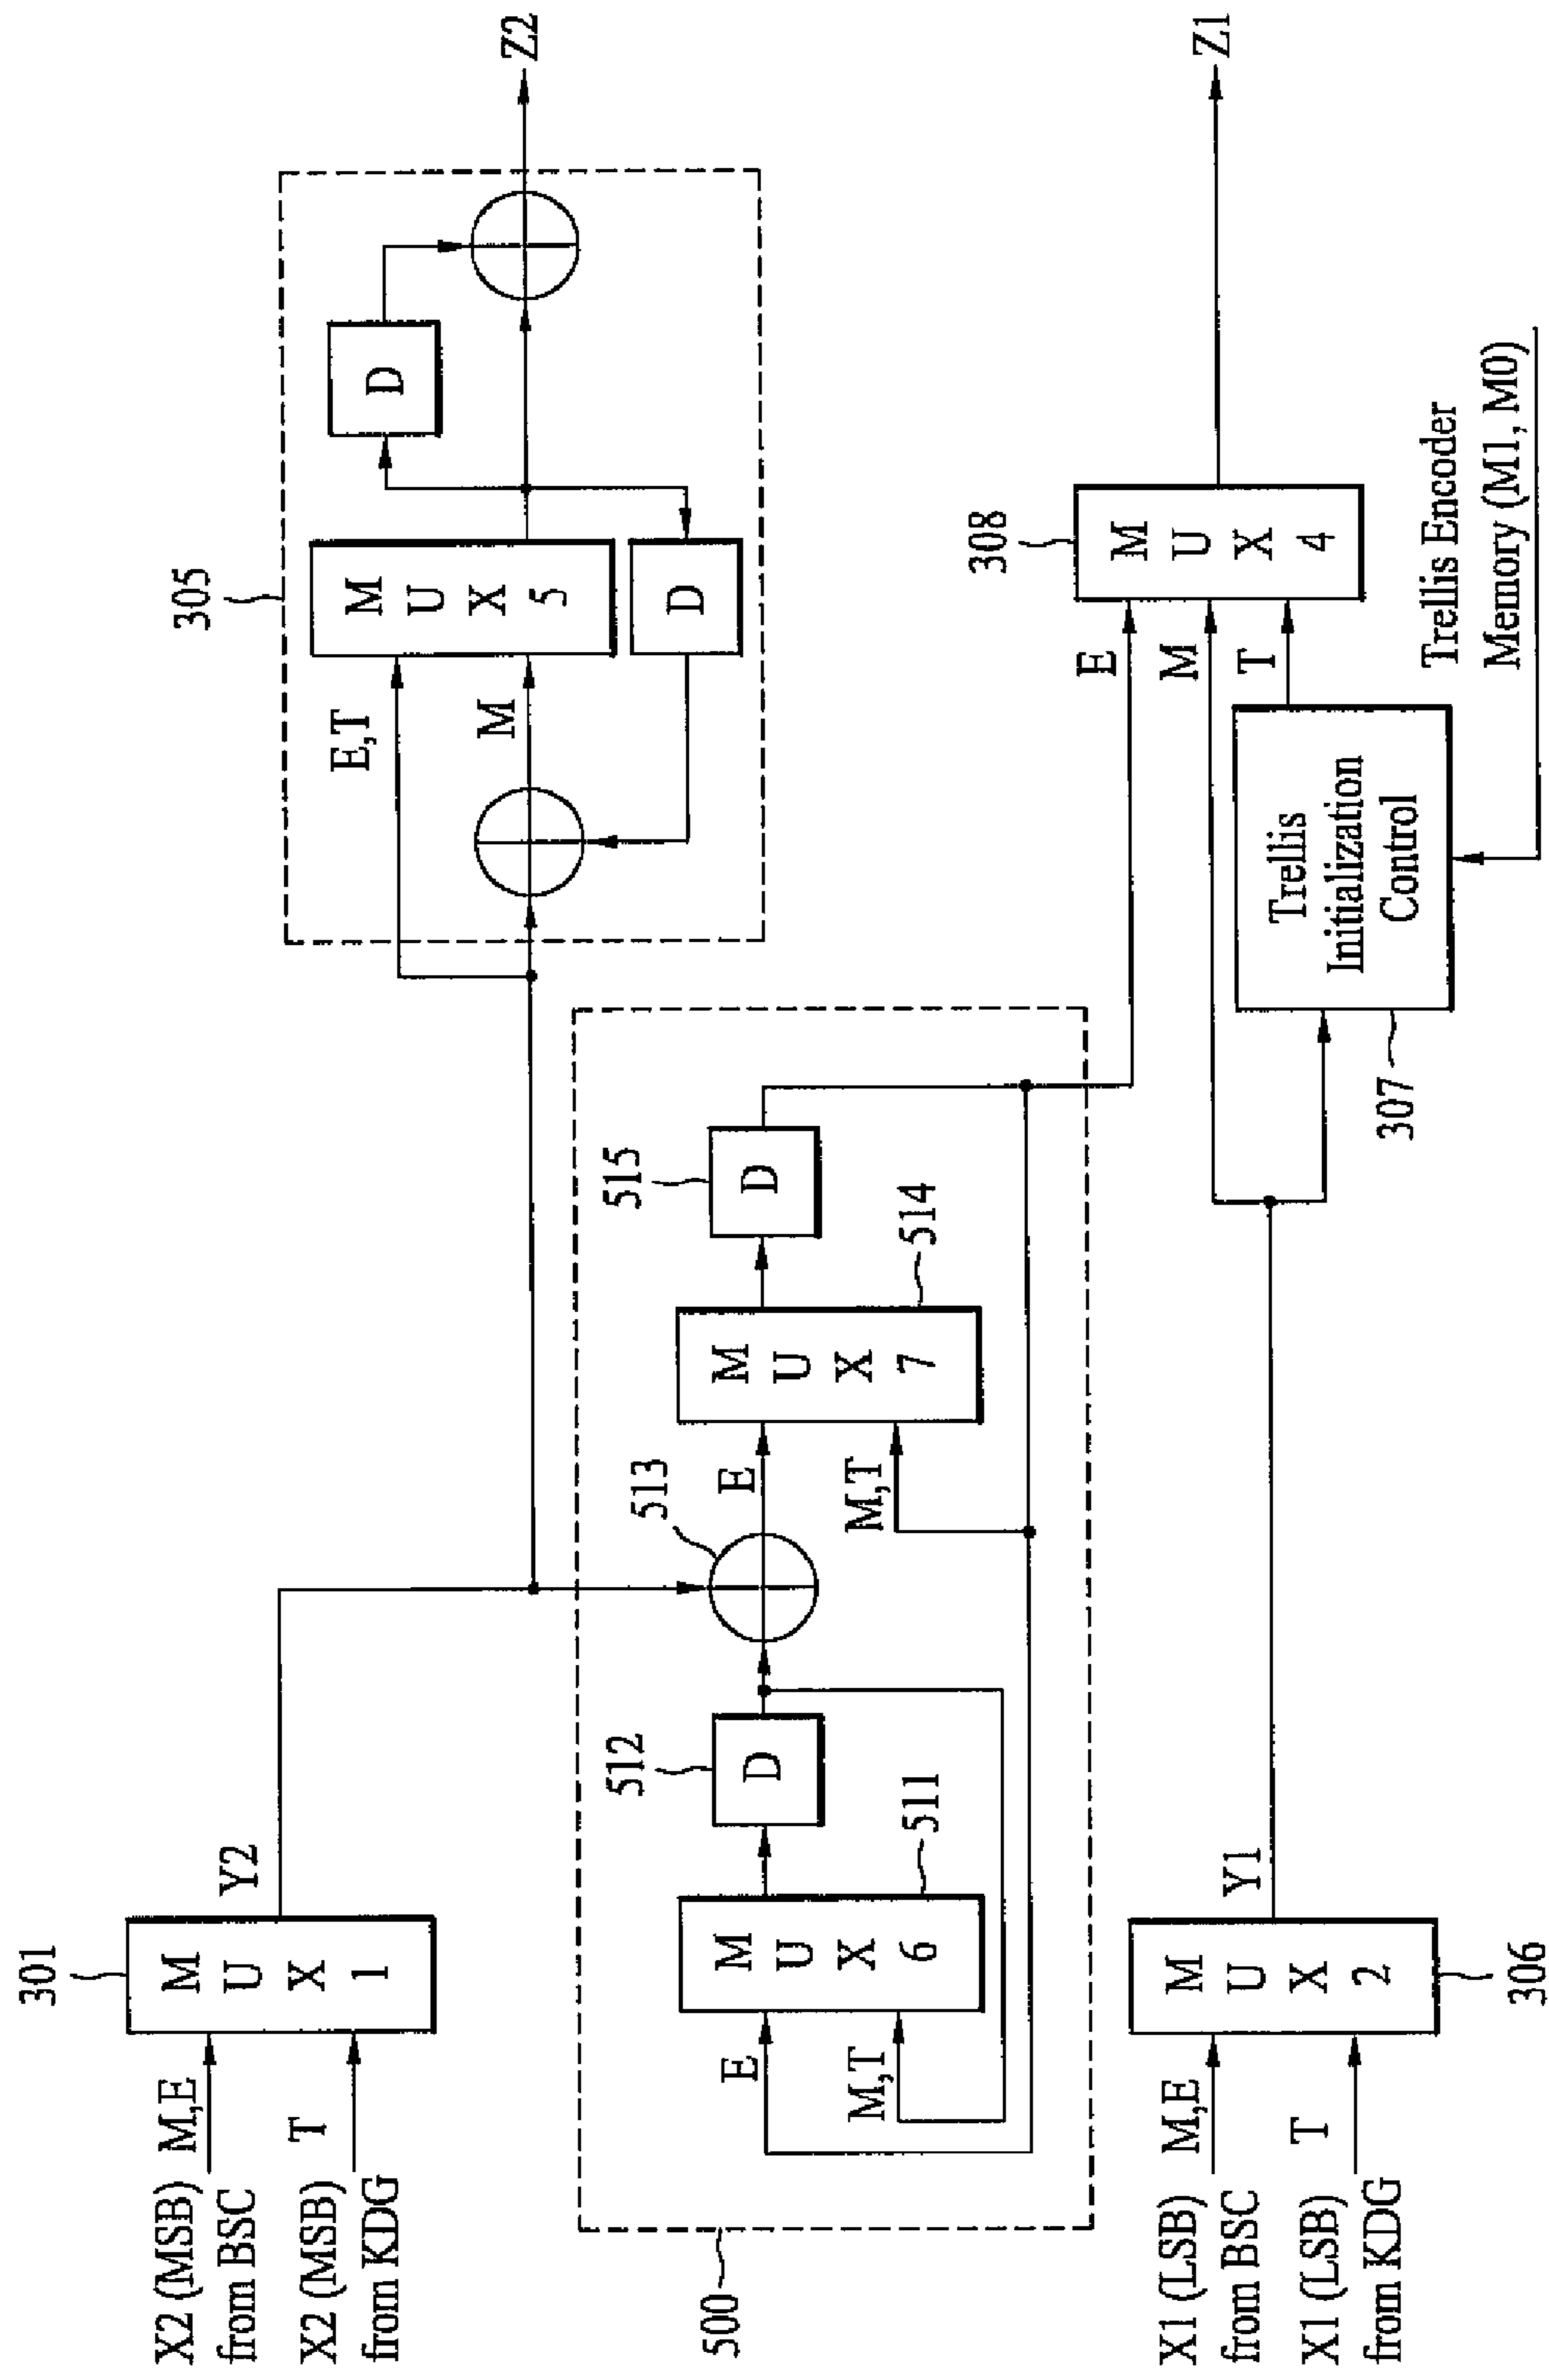 X2 (MSB)
from BSC
M,E
X2 (MSB)
from KDG
T
301
M
U
X
1
Y2
305
E,T
M
M
U
X
5
D
D
Z2
500
E
M,T
M
U
X
6
511
D
512
513
E
M,T
M
U
X
7
514
D
515
X1 (LSB)
from BSC
M,E
X1 (LSB)
from KDG
T
M
U
X
2
306
Y1
307
Trellis
Initialization
Control
E
M
T
308
M
U
X
4
Trellis Encoder
Memory (M1, M0)
Z1